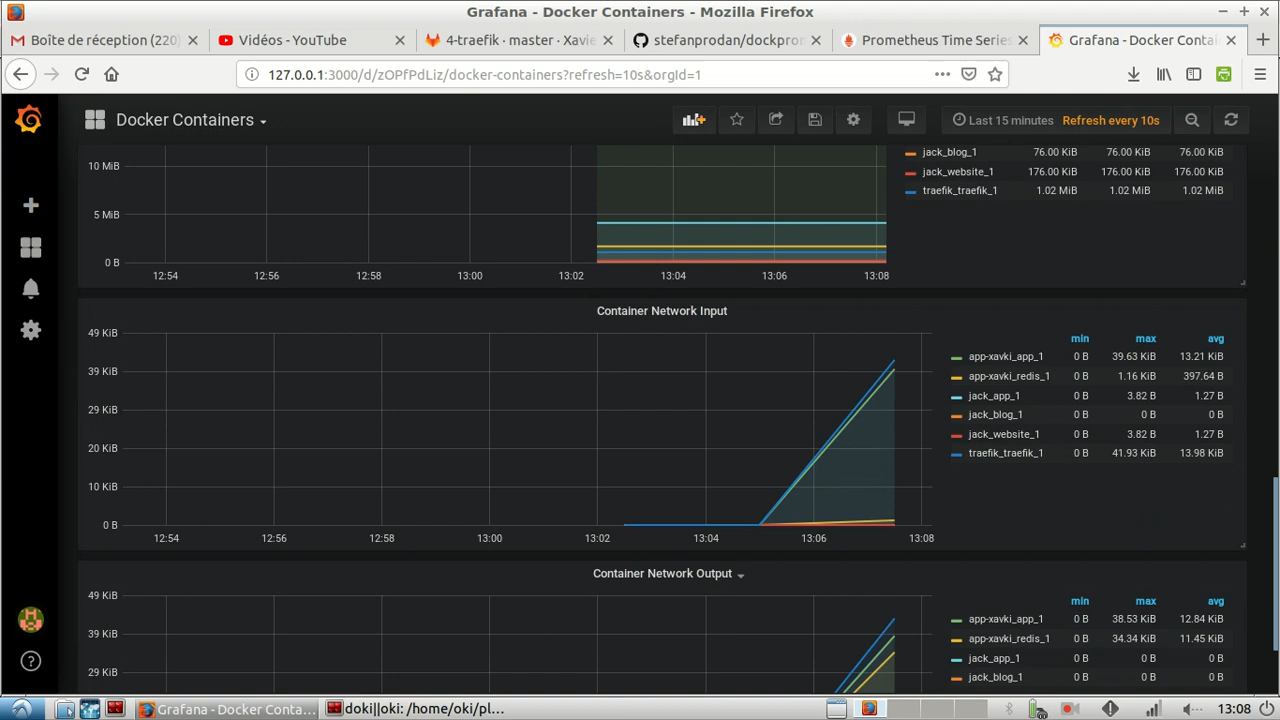 Grafana - Docker Containers - Mozilla Firefox
Boîte de réception (220)
Vidéos - YouTube
4-traefik · master · Xavie
stefanprodan/dockprom
Prometheus Time Series
Grafana - Docker Contai
127.0.0.1:3000/d/zOPfPdLiz/docker-containers?refresh=10s&orgId=1
Docker Containers
Last 15 minutes Refresh every 10s
10 MiB
5 MiB
0 B
12:54 12:56 12:58 13:00 13:02 13:04 13:06 13:08
jack_blog_1 76.00 KiB 76.00 KiB 76.00 KiB
jack_website_1 176.00 KiB 176.00 KiB 176.00 KiB
traefik_traefik_1 1.02 MiB 1.02 MiB 1.02 MiB
Container Network Input
49 KiB
39 KiB
29 KiB
20 KiB
10 KiB
0 B
12:54 12:56 12:58 13:00 13:02 13:04 13:06 13:08
min max avg
app-xavki_app_1 0 B 39.63 KiB 13.21 KiB
app-xavki_redis_1 0 B 1.16 KiB 397.64 B
jack_app_1 0 B 3.82 B 1.27 B
jack_blog_1 0 B 0 B 0 B
jack_website_1 0 B 3.82 B 1.27 B
traefik_traefik_1 0 B 41.93 KiB 13.98 KiB
Container Network Output
49 KiB
39 KiB
29 KiB
min max avg
app-xavki_app_1 0 B 38.53 KiB 12.84 KiB
app-xavki_redis_1 0 B 34.34 KiB 11.45 KiB
jack_app_1 0 B 0 B 0 B
jack_blog_1 0 B 0 B 0 B
Grafana - Docker Conta...
doki||oki: /home/oki/pl...
13:08